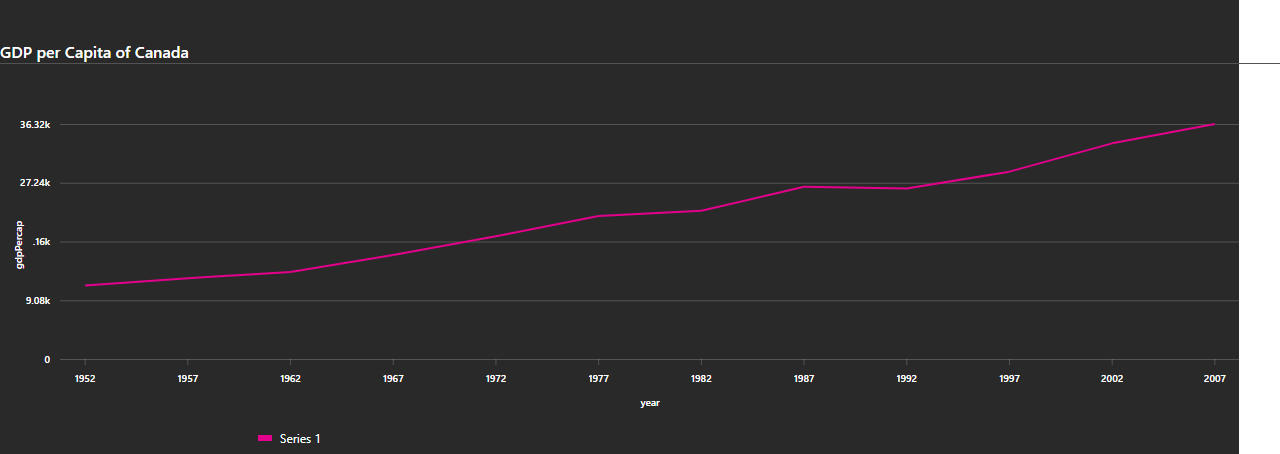 GDP per Capita of Canada
36.32k
27.24k
.16k
9.08k
0
gdpPercap
1952 1957 1962 1967 1972 1977 1982 1987 1992 1997 2002 2007
year
Series 1